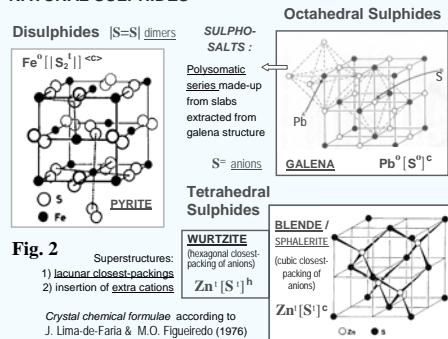 Octahedral Sulphides
Disulphides |S=S| dimers
Fe° [|S₂ᵗ|] <c>
S
Fe
PYRITE
SULPHO-
SALTS :
Polysomatic
series made-up
from slabs
extracted from
galena structure
S= anions
S
Pb
GALENA Pb° [S°] ᶜ
Tetrahedral
Sulphides
WURTZITE
(hexagonal closest-
packing of anions)
Znᵗ [Sᵗ] ʰ
BLENDE /
SPHALERITE
(cubic closest-
packing of
anions)
Znᵗ [Sᵗ] ᶜ
Zn S
Fig. 2
Superstructures:
1) lacunar closest-packings
2) insertion of extra cations
Crystal chemical formulae according to
J. Lima-de-Faria & M.O. Figueiredo (1976)